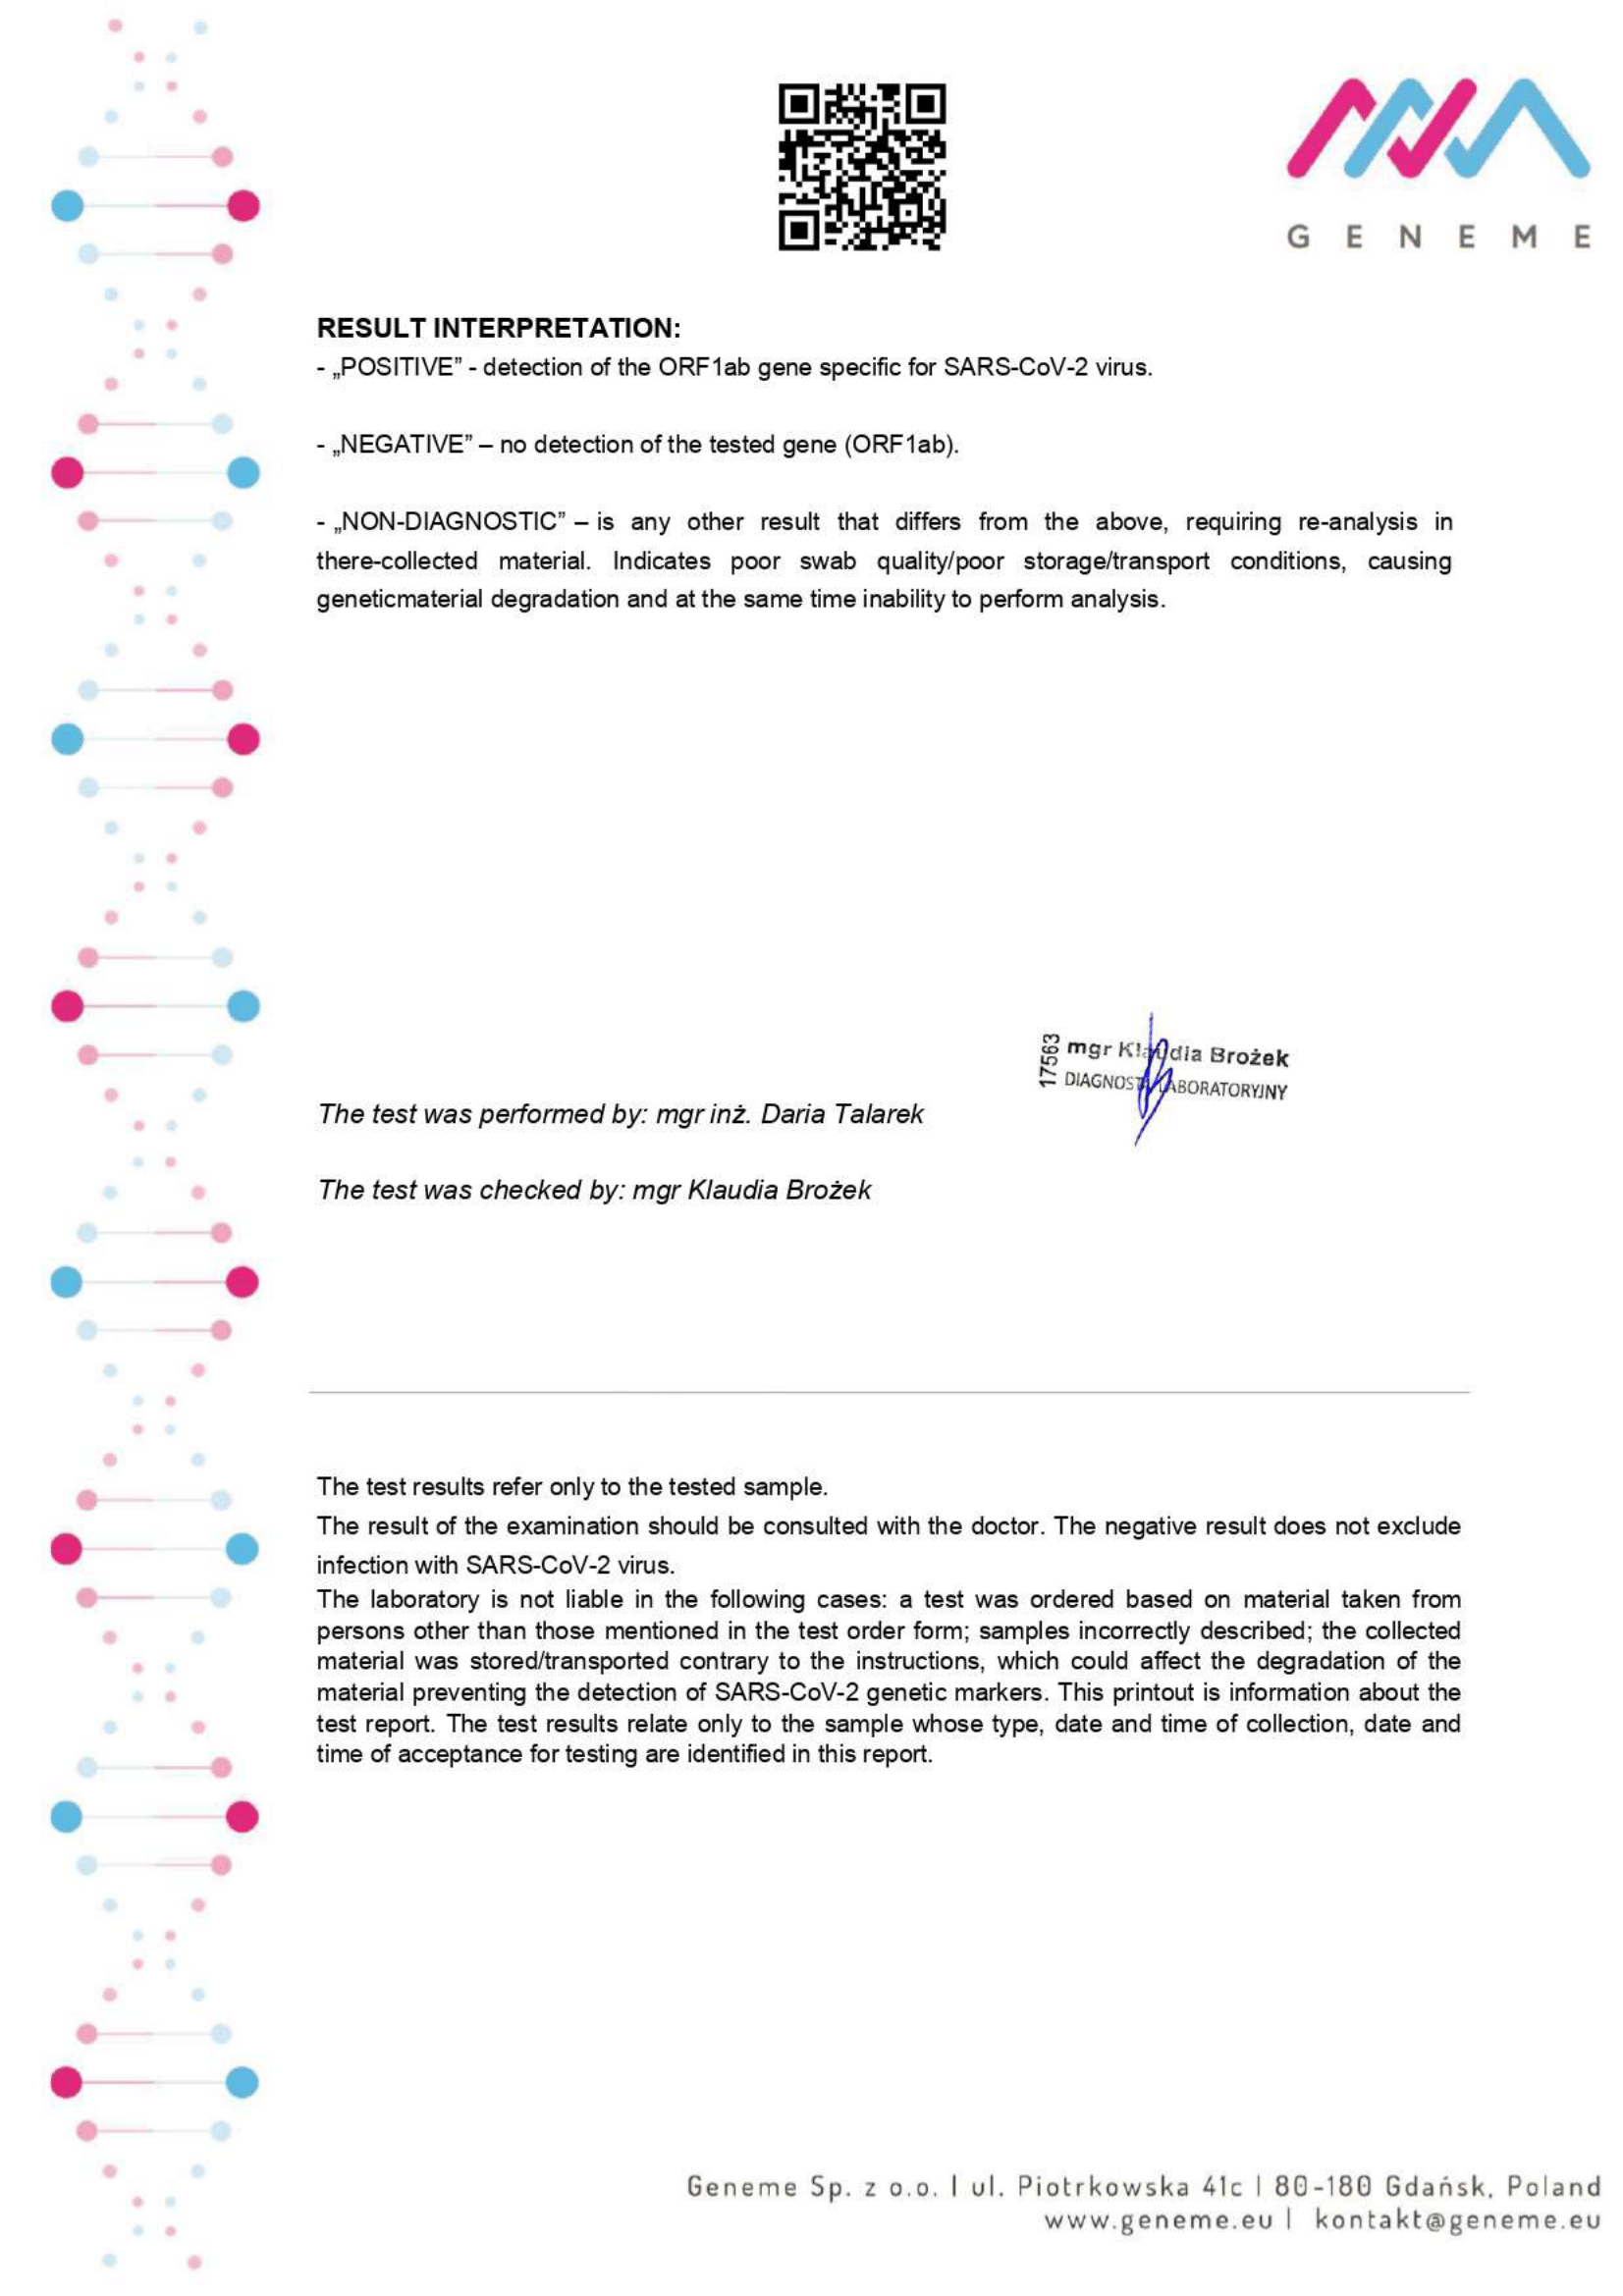 GENEME
RESULT INTERPRETATION:
- „POSITIVE” - detection of the ORF1ab gene specific for SARS-CoV-2 virus.
- „NEGATIVE” – no detection of the tested gene (ORF1ab).
- „NON-DIAGNOSTIC” – is any other result that differs from the above, requiring re-analysis in
there-collected material. Indicates poor swab quality/poor storage/transport conditions, causing
geneticmaterial degradation and at the same time inability to perform analysis.
17563
mgr Klaudia Brożek
DIAGNOSTA LABORATORYJNY
The test was performed by: mgr inż. Daria Talarek
The test was checked by: mgr Klaudia Brożek
The test results refer only to the tested sample.
The result of the examination should be consulted with the doctor. The negative result does not exclude
infection with SARS-CoV-2 virus.
The laboratory is not liable in the following cases: a test was ordered based on material taken from
persons other than those mentioned in the test order form; samples incorrectly described; the collected
material was stored/transported contrary to the instructions, which could affect the degradation of the
material preventing the detection of SARS-CoV-2 genetic markers. This printout is information about the
test report. The test results relate only to the sample whose type, date and time of collection, date and
time of acceptance for testing are identified in this report.
Geneme Sp. z o.o. | ul. Piotrkowska 41c | 80-180 Gdańsk, Poland
www.geneme.eu | kontakt@geneme.eu